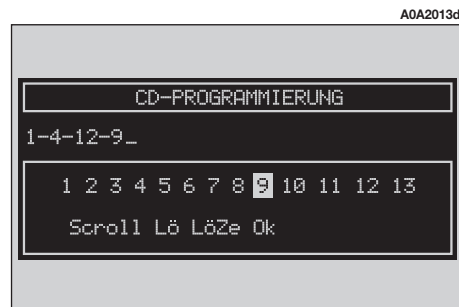 A0A2013d
CD-PROGRAMMIERUNG
1-4-12-9_
1 2 3 4 5 6 7 8 9 10 11 12 13
Scroll Lö LöZe Ok